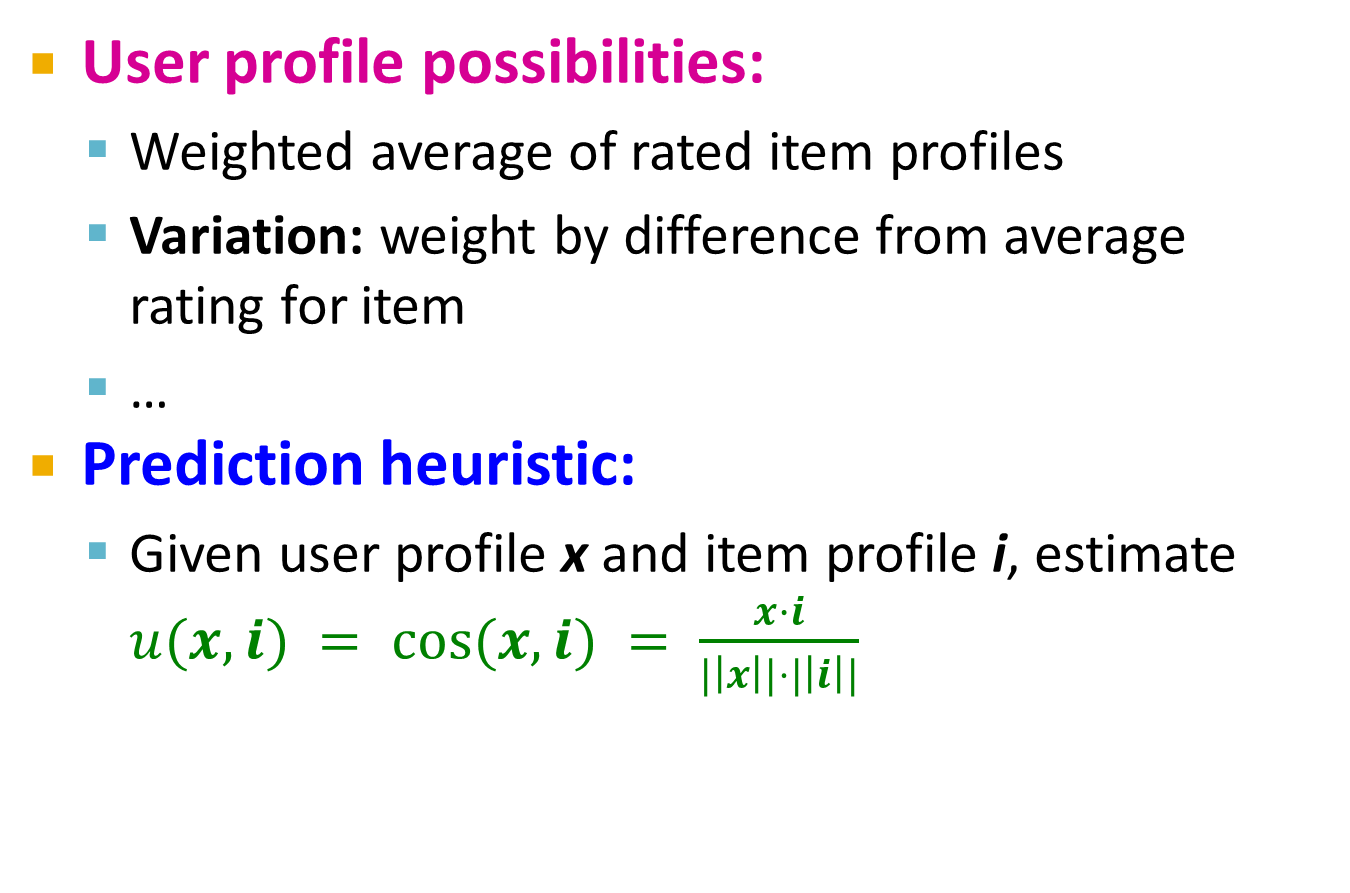 ▪ User profile possibilities:
▪ Weighted average of rated item profiles
▪ Variation: weight by difference from average
rating for item
▪ …
▪ Prediction heuristic:
▪ Given user profile x and item profile i, estimate
u(x, i) = cos(x, i) = x·i / ||x||·||i||